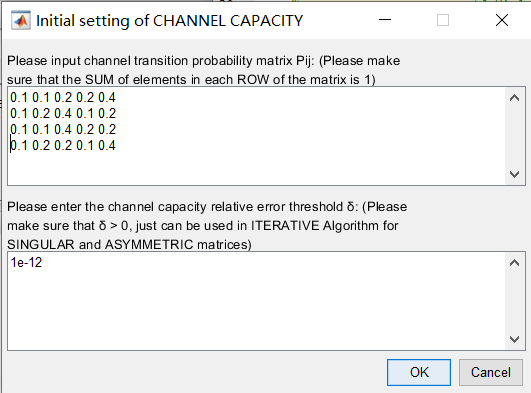 Initial setting of CHANNEL CAPACITY
Please input channel transition probability matrix Pij: (Please make
sure that the SUM of elements in each ROW of the matrix is 1)
0.1 0.1 0.2 0.2 0.4
0.1 0.2 0.4 0.1 0.2
0.1 0.1 0.4 0.2 0.2
0.1 0.2 0.2 0.1 0.4
Please enter the channel capacity relative error threshold δ: (Please
make sure that δ > 0, just can be used in ITERATIVE Algorithm for
SINGULAR and ASYMMETRIC matrices)
1e-12
OK Cancel